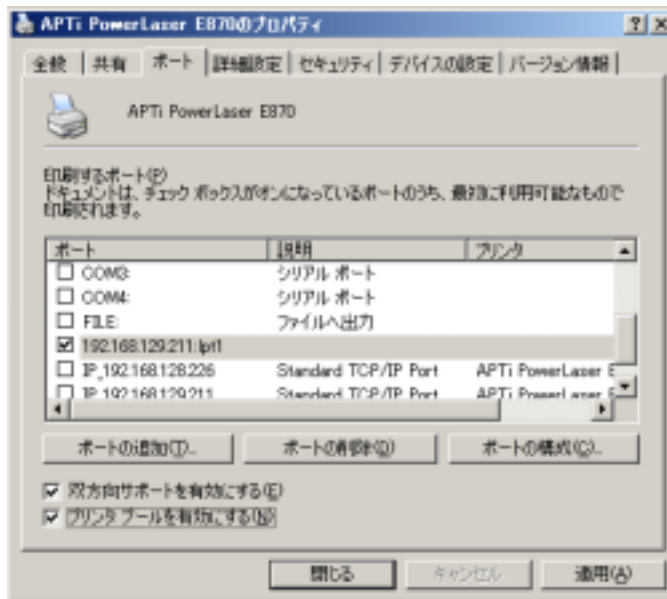 APTi PowerLaser E870のプロパティ
全般 共有 ポート 詳細設定 セキュリティ デバイスの設定 バージョン情報
APTi PowerLaser E870
印刷するポート(P)
ドキュメントは、チェック ボックスがオンになっているポートのうち、最初に利用可能なもので
印刷されます。
ポート 説明 プリンタ
COM3: シリアル ポート
COM4: シリアル ポート
FILE: ファイルへ出力
192.168.129.211:lpt1
IP_192.168.128.226 Standard TCP/IP Port APTi PowerLaser E
IP_192.168.129.211 Standard TCP/IP Port APTi PowerLaser E
ポートの追加(T)... ポートの削除(D) ポートの構成(C)...
双方向サポートを有効にする(E)
プリンタ プールを有効にする(N)
閉じる キャンセル 適用(A)